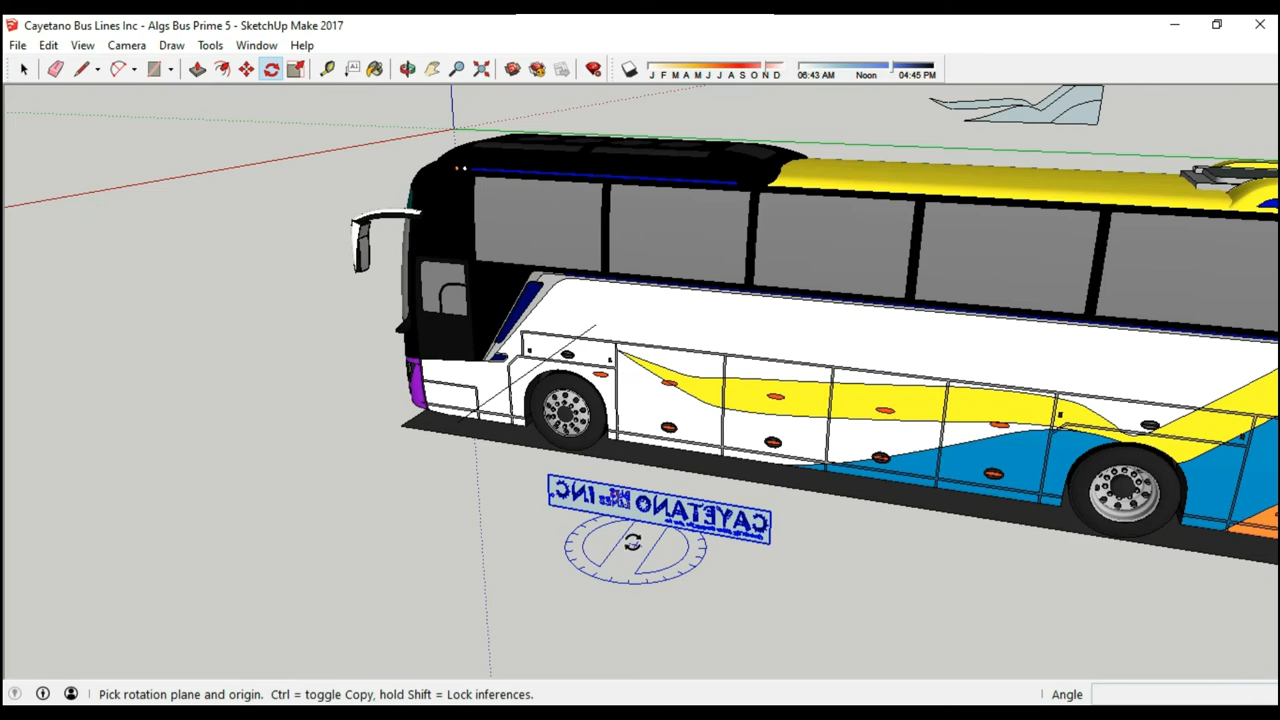 Cayetano Bus Lines Inc - Algs Bus Prime 5 - SketchUp Make 2017
File Edit View Camera Draw Tools Window Help
J F M A M J J A S O N D 06:43 AM Noon 04:45 PM
CAYETANO BUS LINES INC
Pick rotation plane and origin. Ctrl = toggle Copy, hold Shift = Lock inferences. Angle